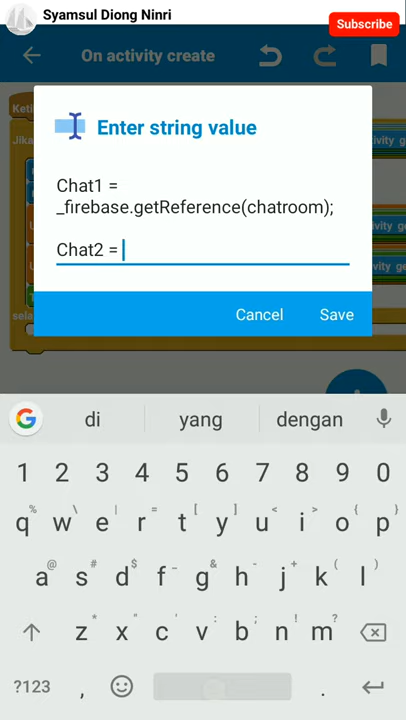 Syamsul Diong Ninri
Subscribe
On activity create
Enter string value
Chat1 =
_firebase.getReference(chatroom);
Chat2 =
Cancel Save
di yang dengan
1 2 3 4 5 6 7 8 9 0
% \ | = [ ] < > { }
q w e r t y u i o p
@ # $ _ & - + ( )
a s d f g h j k l
* " ' : ; ! ?
z x c v b n m
?123 , .